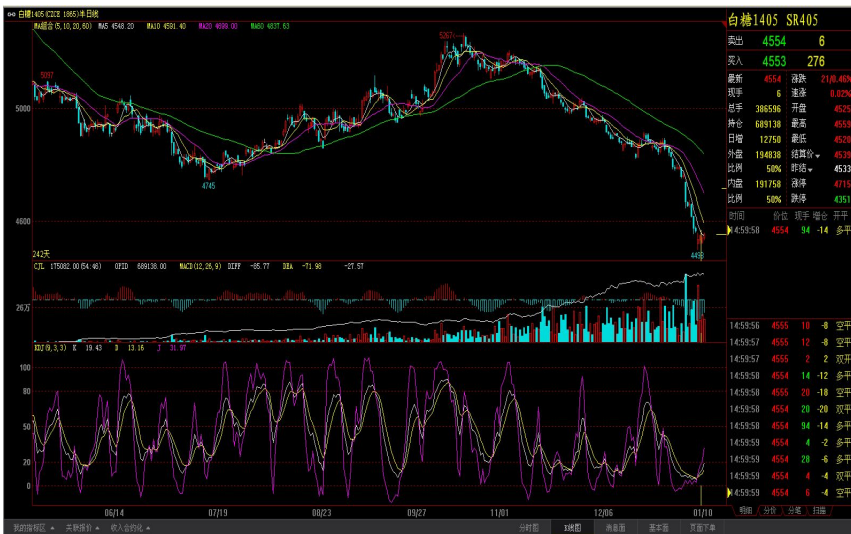 白糖1405(CZCE 1865)半日线
MA组合(5,10,20,60) MA5 4548.20 MA10 4591.40 MA20 4699.00 MA60 4837.63
5267
5097
5000
4745
4600
242天
CJL 175082.00(54.46) OPID 689138.00 MACD(12,26,9) DIFF -85.77 DEA -71.98 -27.57
26万
KDJ(9,3,3) K 19.43 D 13.16 J 31.97
100
80
50
20
0
06/14 07/19 08/23 09/27 11/01 12/06 01/10
我的指标区 关联报价 收入合约化
分时图 K线图 基本面 页面下单
白糖1405 SR405
卖出 4554 6
买入 4553 276
最新 4554 涨跌 21/0.46%
现手 6 速涨 0.02%
总手 386596 开盘 4525
持仓 689138 最高 4559
日增 12750 最低 4520
外盘 194838 结算价 4539
比例 50% 昨结 4533
内盘 191758 涨停 4715
比例 50% 跌停 4351
时间 价位 现手 增仓 开平
14:59:58 4554 94 -14 多平
14:59:56 4555 10 -8 空平
14:59:57 4555 12 -8 空平
14:59:57 4555 2 2 双开
14:59:58 4554 14 -12 多平
14:59:58 4555 20 -18 空平
14:59:58 4554 20 -20 双平
14:59:58 4554 94 -14 多平
14:59:59 4554 4 -2 多平
14:59:59 4554 28 -6 多平
14:59:59 4554 4 -4 双平
14:59:59 4554 6 -4 空平
明细 分价 分笔 扫盘